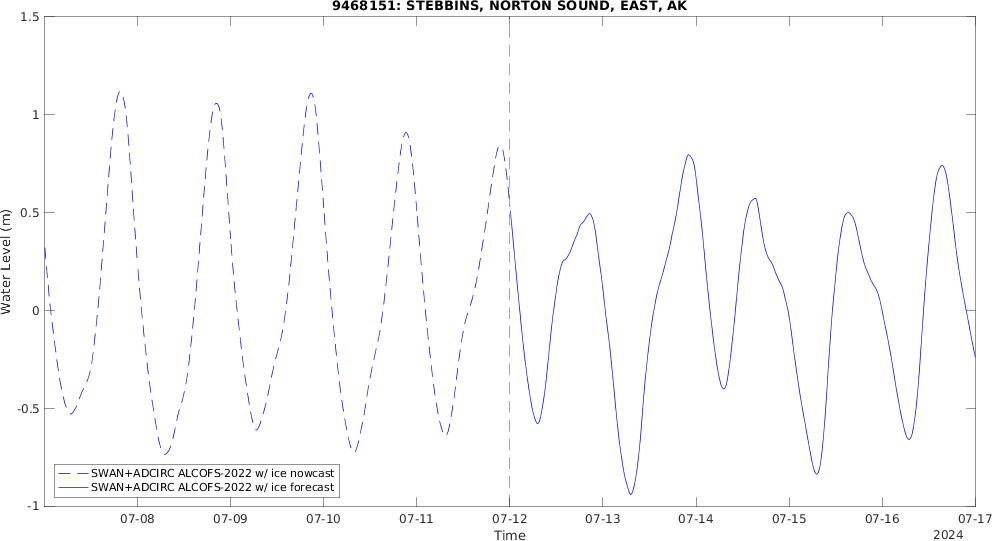 9468151: STEBBINS, NORTON SOUND, EAST, AK
1.5
1
0.5
0
-0.5
-1
Water Level (m)
SWAN+ADCIRC ALCOFS-2022 w/ ice nowcast
SWAN+ADCIRC ALCOFS-2022 w/ ice forecast
07-08 07-09 07-10 07-11 07-12 07-13 07-14 07-15 07-16 07-17
Time
2024